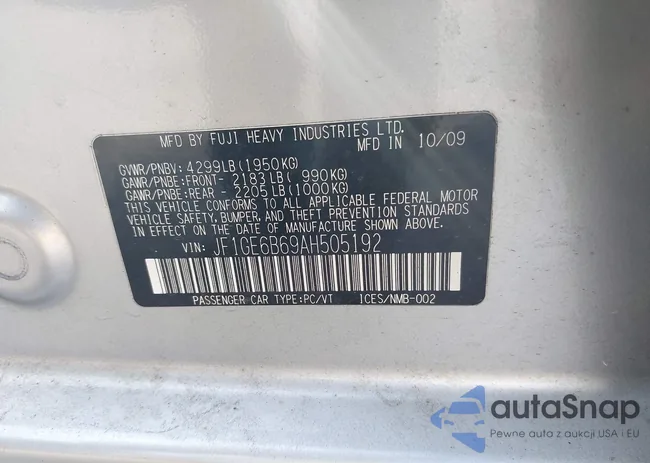 MFD BY FUJI HEAVY INDUSTRIES LTD.
MFD IN 10/09
GVWR/PNBV: 4299LB(1950KG)
GAWR/PNBE:FRONT- 2183LB( 990KG)
GAWR/PNBE:REAR - 2205LB(1000KG)
THIS VEHICLE CONFORMS TO ALL APPLICABLE FEDERAL MOTOR
VEHICLE SAFETY, BUMPER, AND THEFT PREVENTION STANDARDS
IN EFFECT ON THE DATE OF MANUFACTURE SHOWN ABOVE.
VIN: JF1GE6B69AH505192
PASSENGER CAR TYPE:PC/VT ICES/NMB-002
autaSnap
Pewne auta z aukcji USA i EU